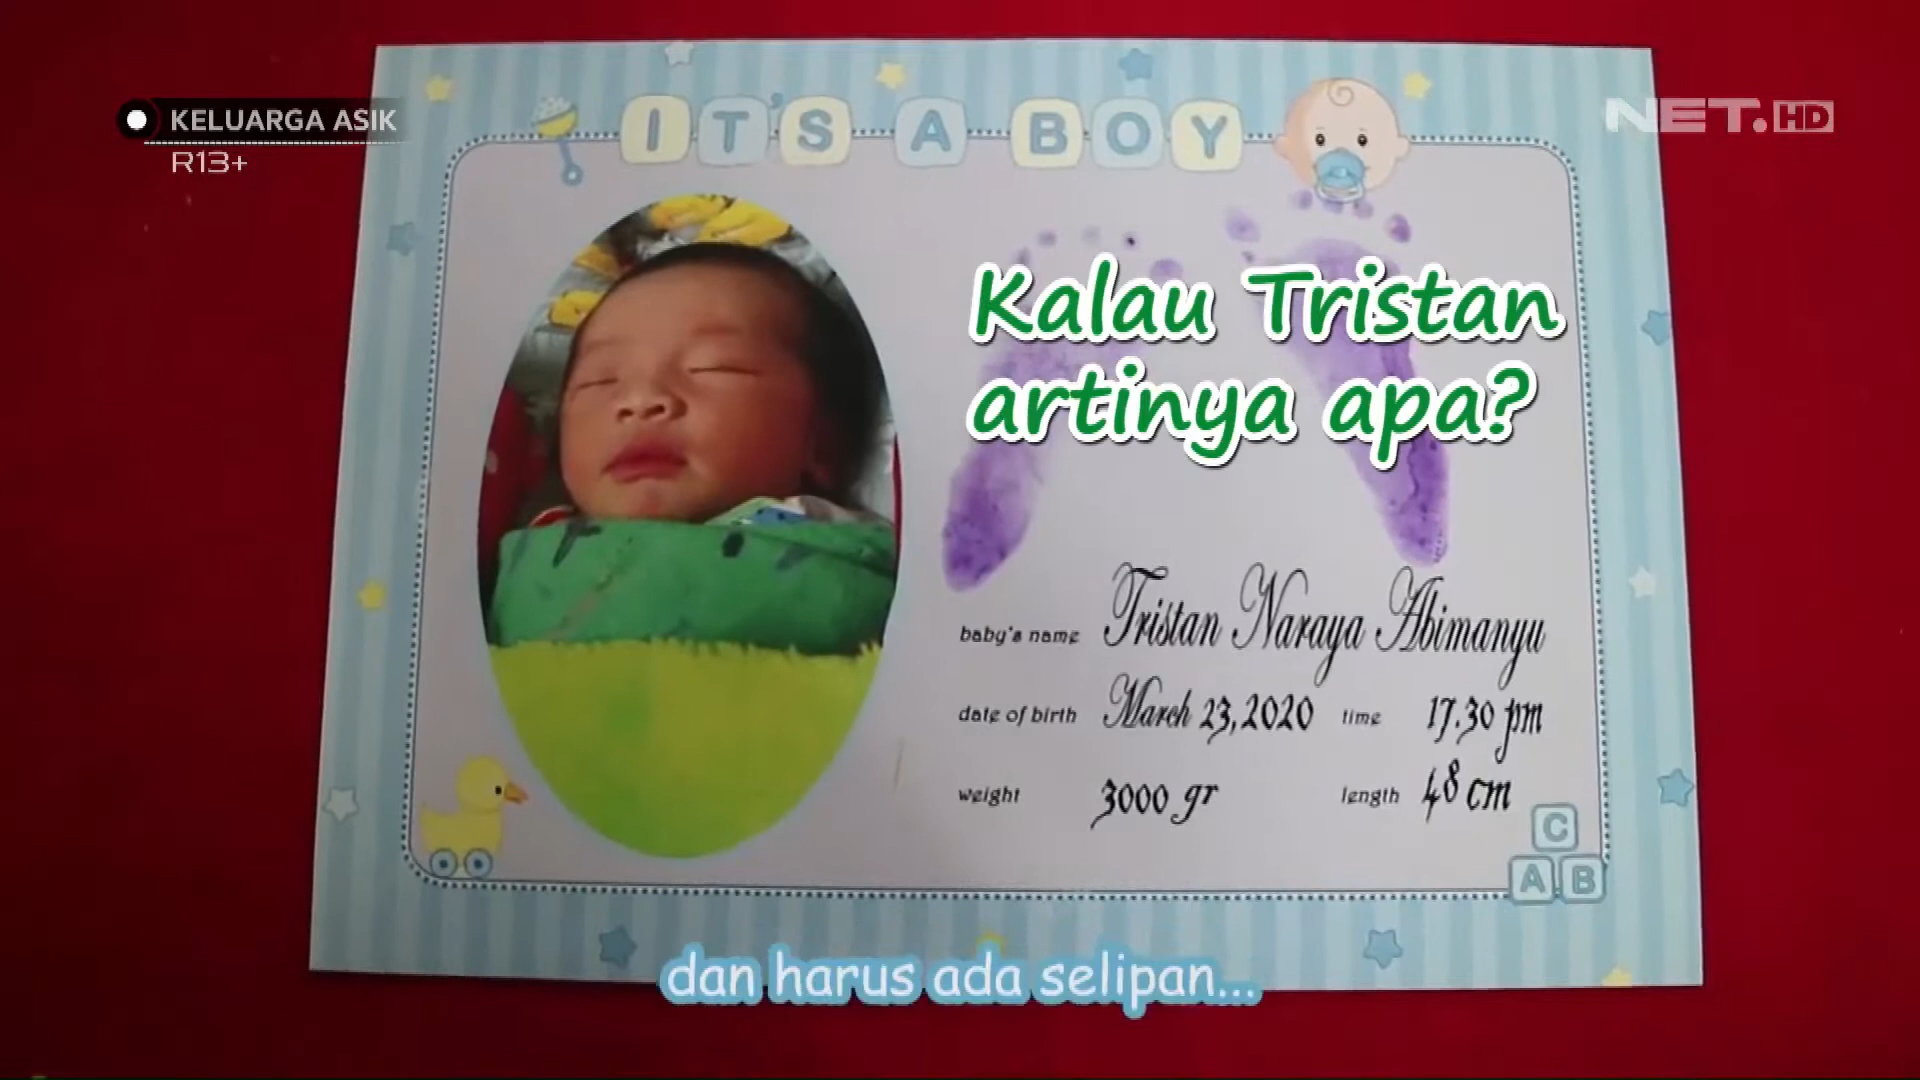 KELUARGA ASIK
R13+
NET.HD
IT'S A BOY
Kalau Tristan
artinya apa?
baby's name Tristan Naraya Abimanyu
date of birth March 23, 2020 time 17.30 pm
weight 3000 gr length 48 cm
C
A B
dan harus ada selipan...